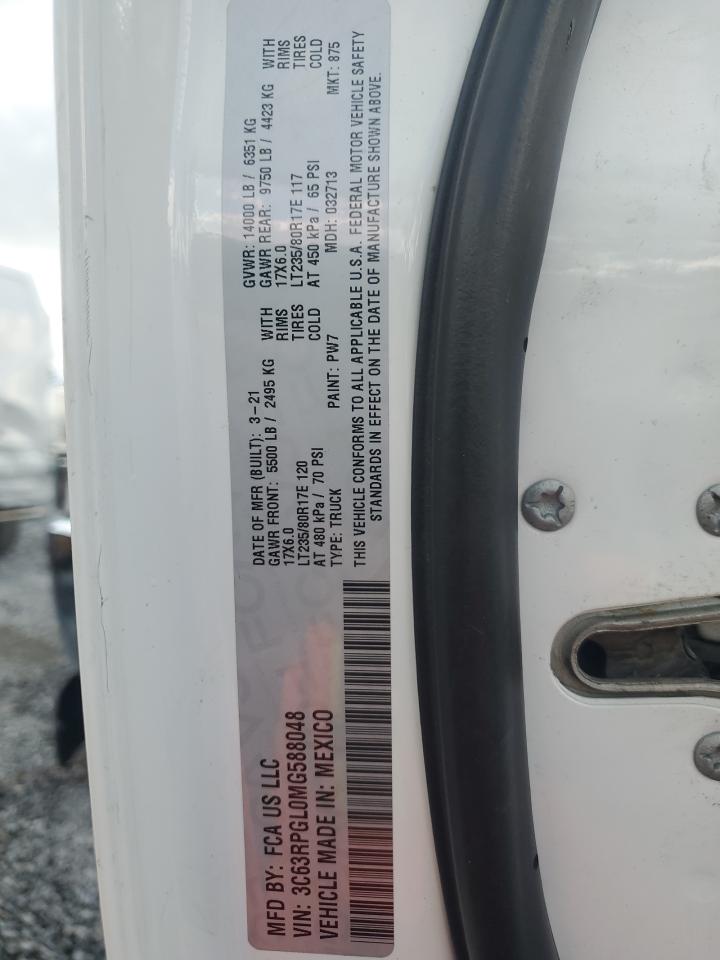 MFD BY: FCA US LLC
VIN: 3C63RPGL0MG588048
VEHICLE MADE IN: MEXICO
DATE OF MFR (BUILT): 3-21
GAWR FRONT: 5500 LB / 2495 KG WITH
17X6.0 RIMS
LT235/80R17E 120 TIRES
AT 480 kPa / 70 PSI COLD
TYPE: TRUCK PAINT: PW7
GVWR: 14000 LB / 6351 KG
GAWR REAR: 9750 LB / 4423 KG WITH
17X6.0 RIMS
LT235/80R17E 117 TIRES
AT 450 kPa / 65 PSI COLD
MDH: 032713 MKT: 875
THIS VEHICLE CONFORMS TO ALL APPLICABLE U.S.A. FEDERAL MOTOR VEHICLE SAFETY
STANDARDS IN EFFECT ON THE DATE OF MANUFACTURE SHOWN ABOVE.